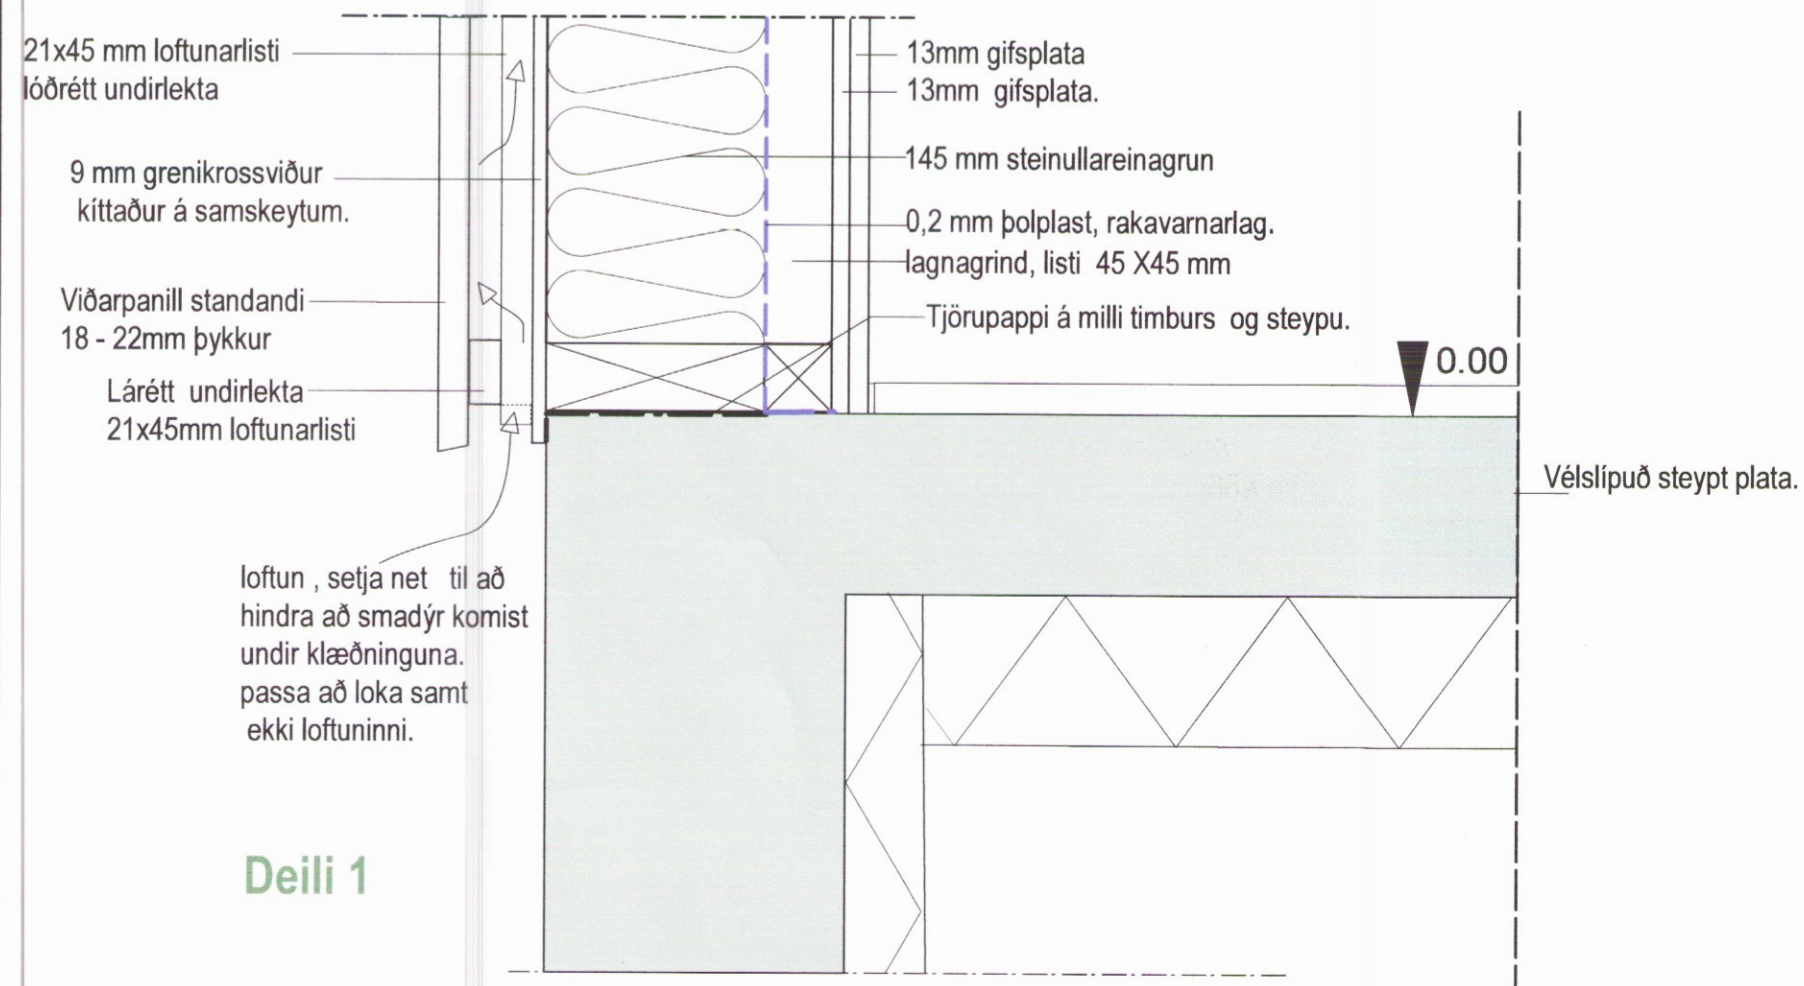 21x45 mm loftunarlisti
lóðrétt undirlekta
9 mm grenikrossviður
kíttaður á samskeytum.
Viðarpanill standandi
18 - 22mm þykkur
Lárétt undirlekta
21x45mm loftunarlisti
loftun , setja net til að
hindra að smadýr komist
undir klæðninguna.
passa að loka samt
ekki loftuninni.
Deili 1
13mm gifsplata
13mm gifsplata.
145 mm steinullareinagrun
0,2 mm þolplast, rakavarnarlag.
lagnagrind, listi 45 X45 mm
Tjörupappi á milli timburs og steypu.
0.00
Vélslípuð steypt plata.